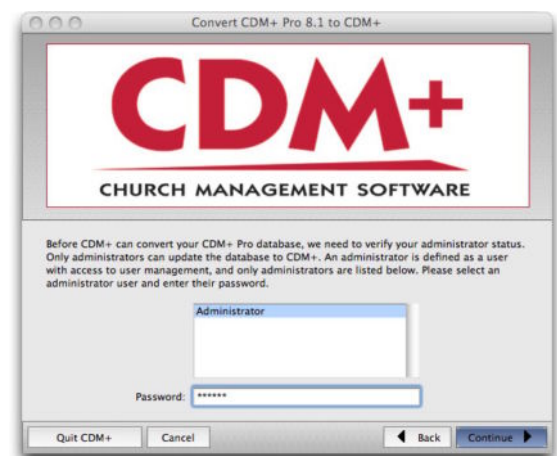 Convert CDM+ Pro 8.1 to CDM+
CDM+
CHURCH MANAGEMENT SOFTWARE
Before CDM+ can convert your CDM+ Pro database, we need to verify your administrator status.
Only administrators can update the database to CDM+. An administrator is defined as a user
with access to user management, and only administrators are listed below. Please select an
administrator user and enter their password.
Administrator
Password: ******
Quit CDM+ Cancel Back Continue